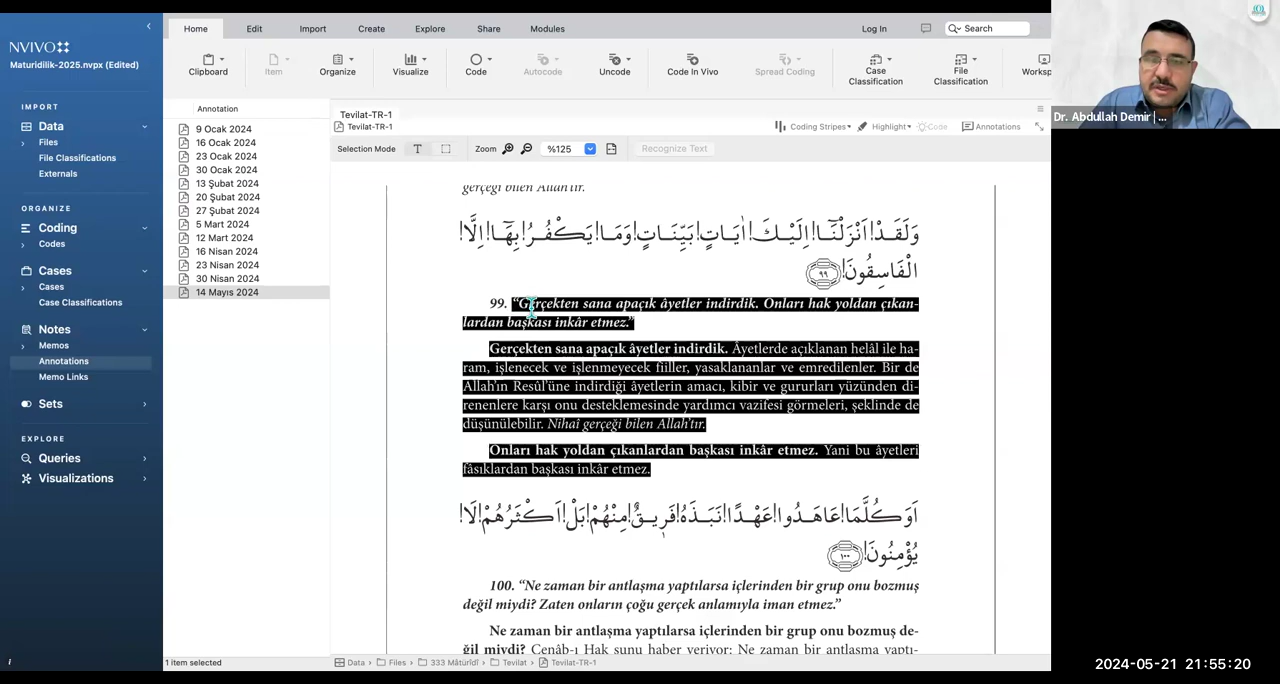 Home Edit Import Create Explore Share Modules Log In Search
NVIVO
Maturidilik-2025.nvpx (Edited)
IMPORT
Data
Files
File Classifications
Externals
ORGANIZE
Coding
Codes
Cases
Cases
Case Classifications
Notes
Memos
Annotations
Memo Links
Sets
EXPLORE
Queries
Visualizations
Clipboard Item Organize Visualize Code Autocode Uncode Code In Vivo Spread Coding Case Classification File Classification Worksp
Annotation
9 Ocak 2024
16 Ocak 2024
23 Ocak 2024
30 Ocak 2024
13 Şubat 2024
20 Şubat 2024
27 Şubat 2024
5 Mart 2024
12 Mart 2024
16 Nisan 2024
23 Nisan 2024
30 Nisan 2024
14 Mayıs 2024
1 item selected
Tevilat-TR-1
Tevilat-TR-1 Coding Stripes Highlight Code Annotations
Selection Mode T Zoom %125 Recognize Text
gerçeği bilen Allah’tır.
وَلَقَدْ اَنْزَلْنَٓا اِلَيْكَ اٰيَاتٍ بَيِّنَاتٍ وَمَا يَكْفُرُ بِهَٓا اِلَّا
الْفَاسِقُونَ ﴿٩٩﴾
99. “Gerçekten sana apaçık âyetler indirdik. Onları hak yoldan çıkan-
lardan başkası inkâr etmez.”
Gerçekten sana apaçık âyetler indirdik. Âyetlerde açıklanan helâl ile ha-
ram, işlenecek ve işlenmeyecek fiiller, yasaklananlar ve emredilenler. Bir de
Allah’ın Resûl’üne indirdiği âyetlerin amacı, kibir ve gururları yüzünden di-
renenlere karşı onu desteklemesinde yardımcı vazifesi görmeleri, şeklinde de
düşünülebilir. Nihaî gerçeği bilen Allah’tır.
Onları hak yoldan çıkanlardan başkası inkâr etmez. Yani bu âyetleri
fâsıklardan başkası inkâr etmez.
اَوَكُلَّمَا عَاهَدُوا عَهْدًا نَبَذَهُ فَرِيقٌ مِنْهُمْ بَلْ اَكْثَرُهُمْ لَا
يُؤْمِنُونَ ﴿١٠٠﴾
100. “Ne zaman bir antlaşma yaptılarsa içlerinden bir grup onu bozmuş
değil miydi? Zaten onların çoğu gerçek anlamıyla iman etmez.”
Ne zaman bir antlaşma yaptılarsa içlerinden bir grup onu bozmuş de-
ğil miydi? Cenâb-ı Hak şunu haber veriyor: Ne zaman bir antlaşma yaptı-
Data Files 333 Mâtürîdî Tevilat Tevilat-TR-1
Dr. Abdullah Demir | ...
2024-05-21 21:55:20